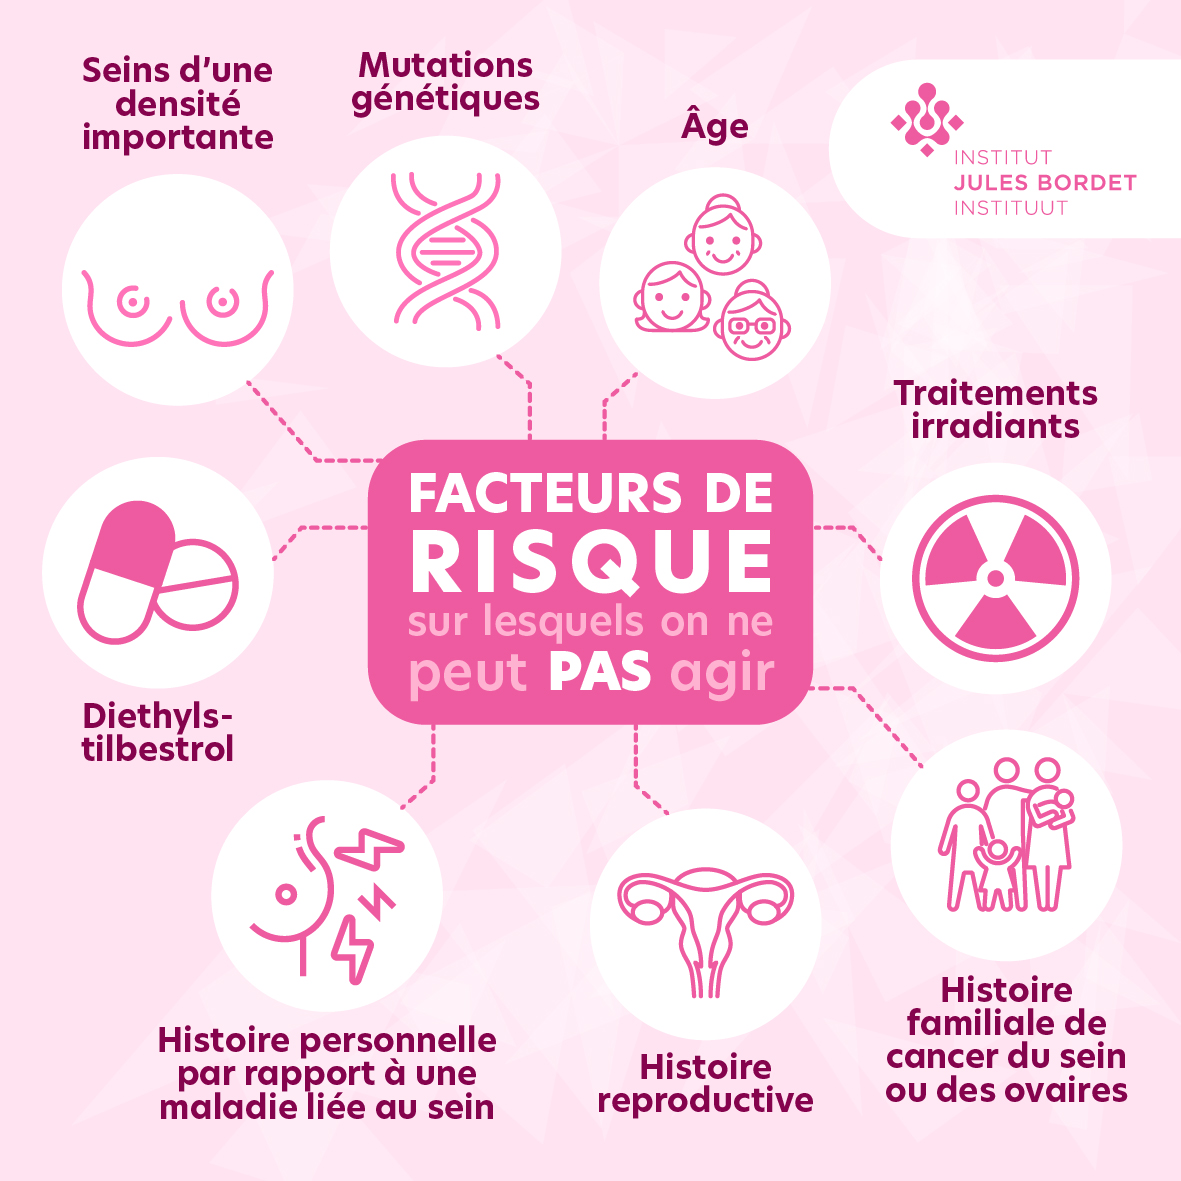 Seins d’une
densité
importante
Mutations
génétiques
Âge
INSTITUT
JULES BORDET
INSTITUUT
Traitements
irradiants
FACTEURS DE
RISQUE
sur lesquels on ne
peut PAS agir
Diethyls-
tilbestrol
Histoire personnelle
par rapport à une
maladie liée au sein
Histoire
reproductive
Histoire
familiale de
cancer du sein
ou des ovaires